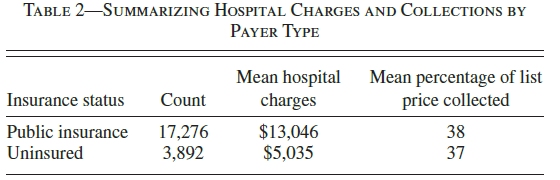 TABLE 2—SUMMARIZING HOSPITAL CHARGES AND COLLECTIONS BY
PAYER TYPE
Mean hospital Mean percentage of list
Insurance status Count charges price collected
Public insurance 17,276 $13,046 38
Uninsured 3,892 $5,035 37